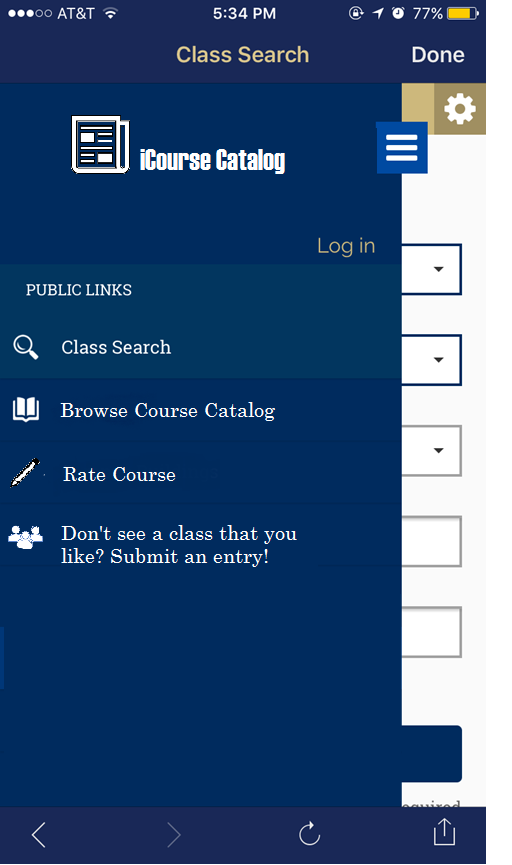 AT&T 5:34 PM 77%
Class Search Done
iCourse Catalog
Log in
PUBLIC LINKS
Class Search
Browse Course Catalog
Rate Course
Don't see a class that you
like? Submit an entry!